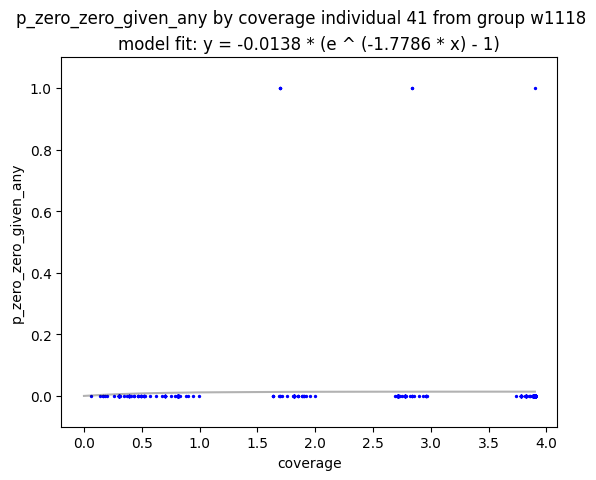 p_zero_zero_given_any by coverage individual 41 from group w1118
model fit: y = -0.0138 * (e ^ (-1.7786 * x) - 1)
1.0
0.8
0.6
0.4
0.2
0.0
p_zero_zero_given_any
0.0 0.5 1.0 1.5 2.0 2.5 3.0 3.5 4.0
coverage